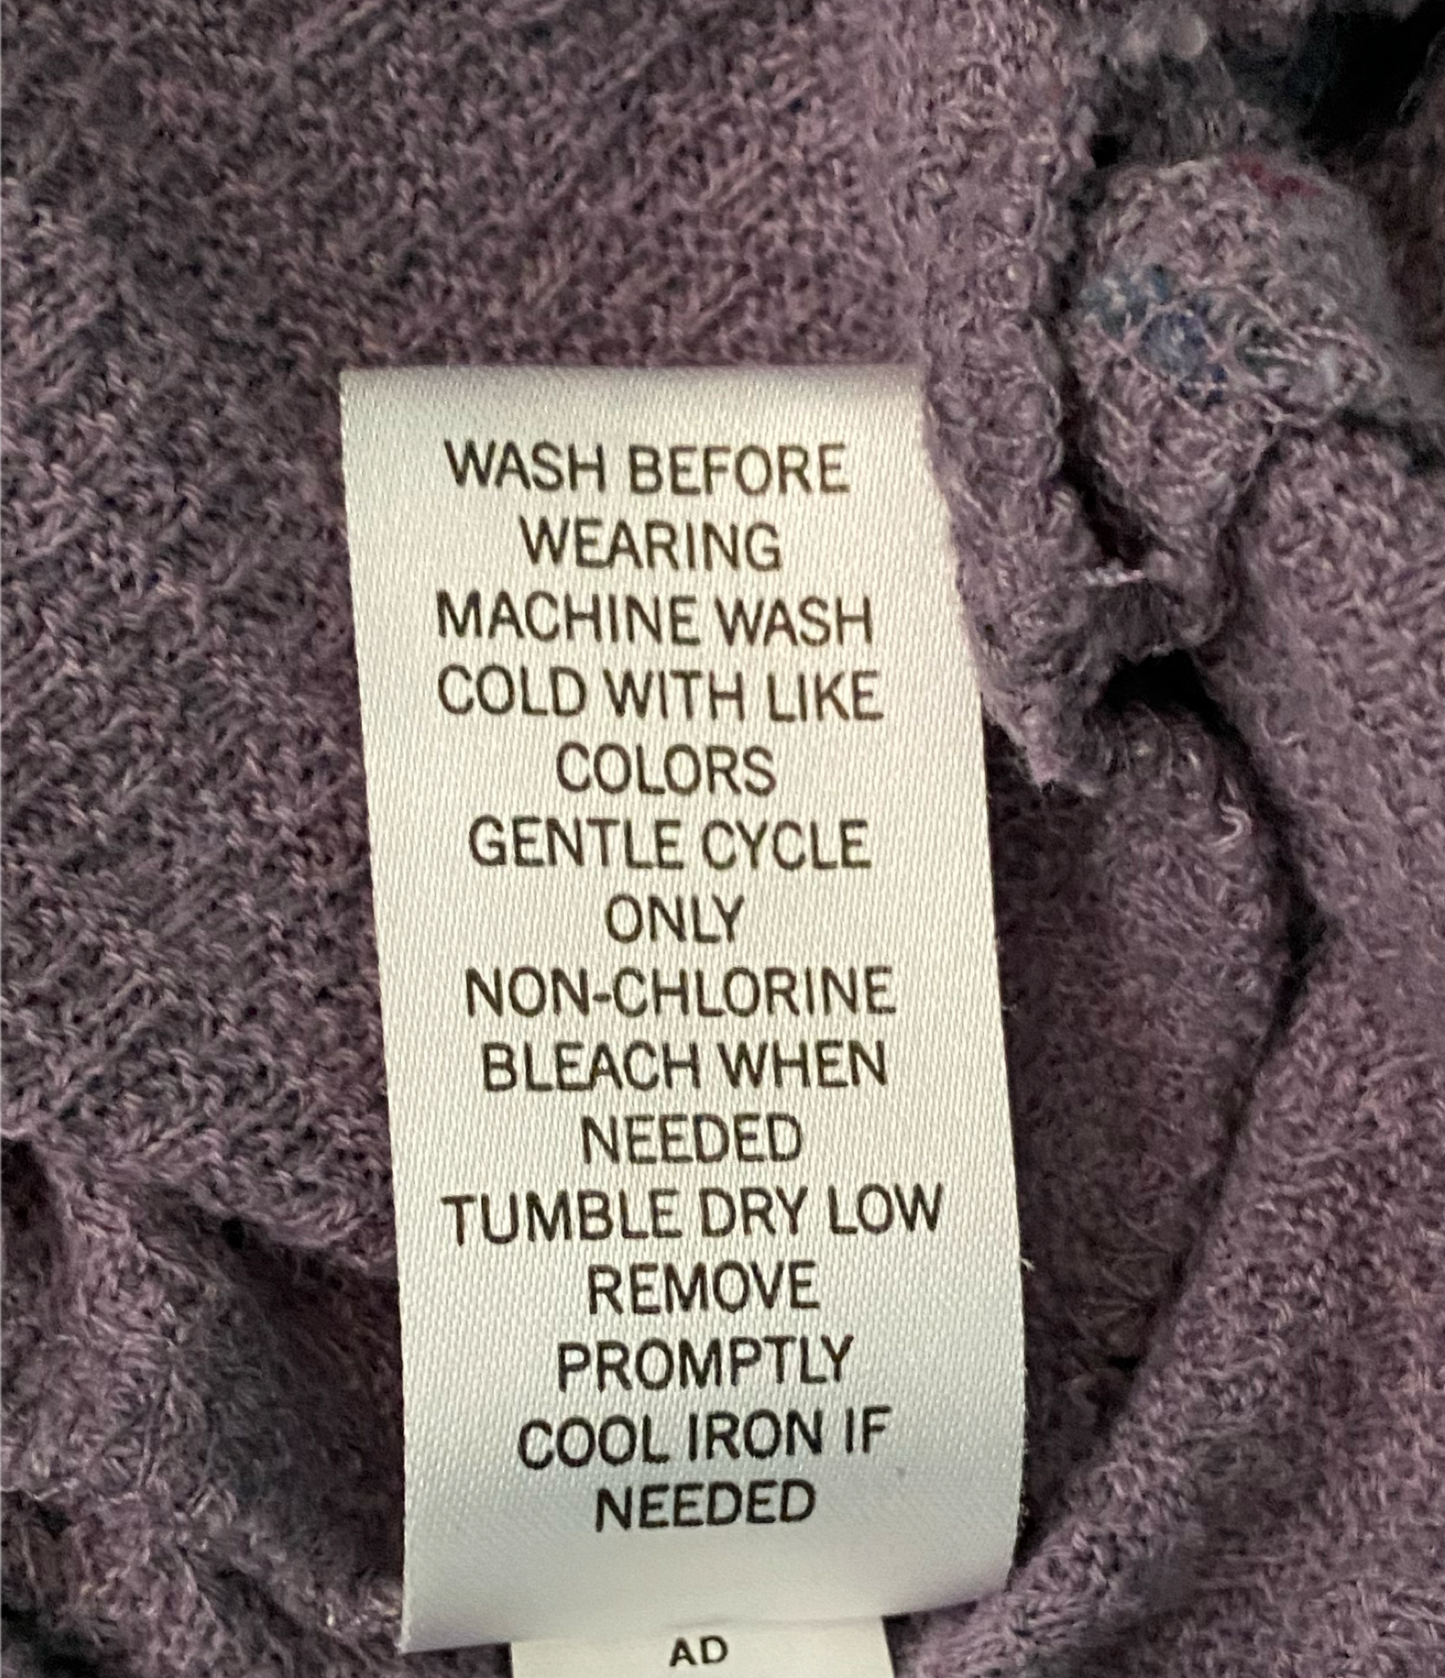 WASH BEFORE
WEARING
MACHINE WASH
COLD WITH LIKE
COLORS
GENTLE CYCLE
ONLY
NON-CHLORINE
BLEACH WHEN
NEEDED
TUMBLE DRY LOW
REMOVE
PROMPTLY
COOL IRON IF
NEEDED
AD